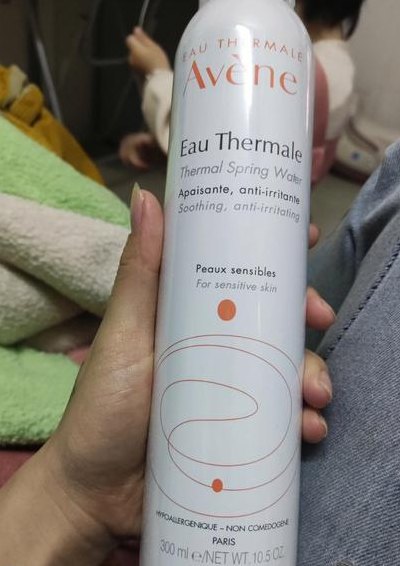 EAU THERMALE
Avène
Eau Thermale
Thermal Spring Water
Apaisante, anti-irritante
Soothing, anti-irritating
Peaux sensibles
For sensitive skin
HYPOALLERGENIQUE – NON COMEDOGENE
PARIS
300 ml e/NET WT. 10.5 OZ.